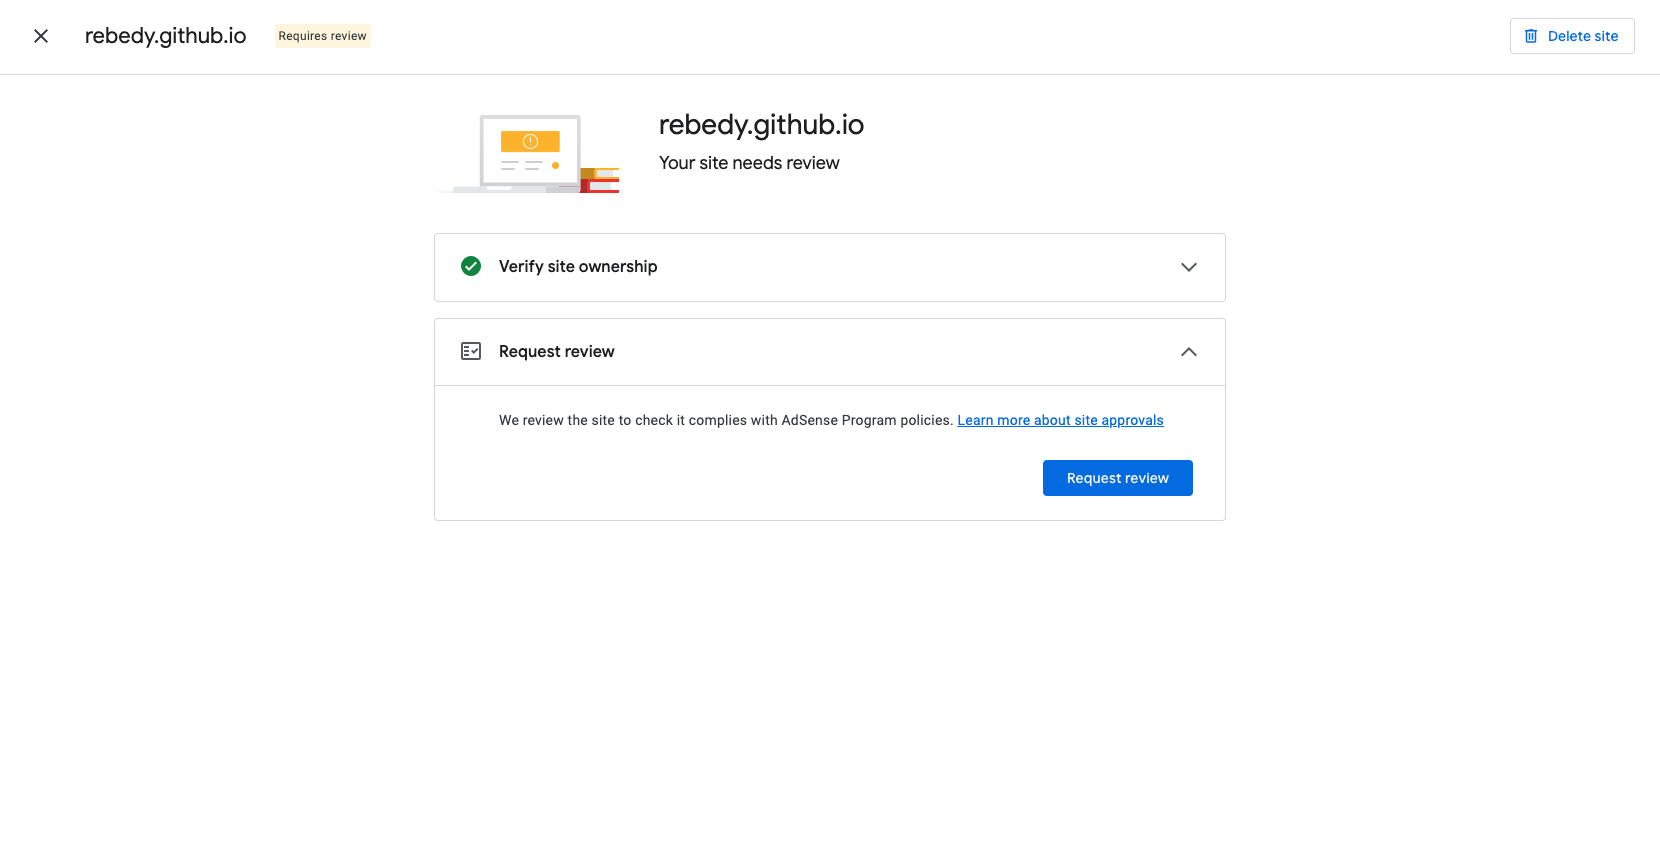 rebedy.github.io
Requires review
Delete site
rebedy.github.io
Your site needs review
Verify site ownership
Request review
We review the site to check it complies with AdSense Program policies. Learn more about site approvals
Request review